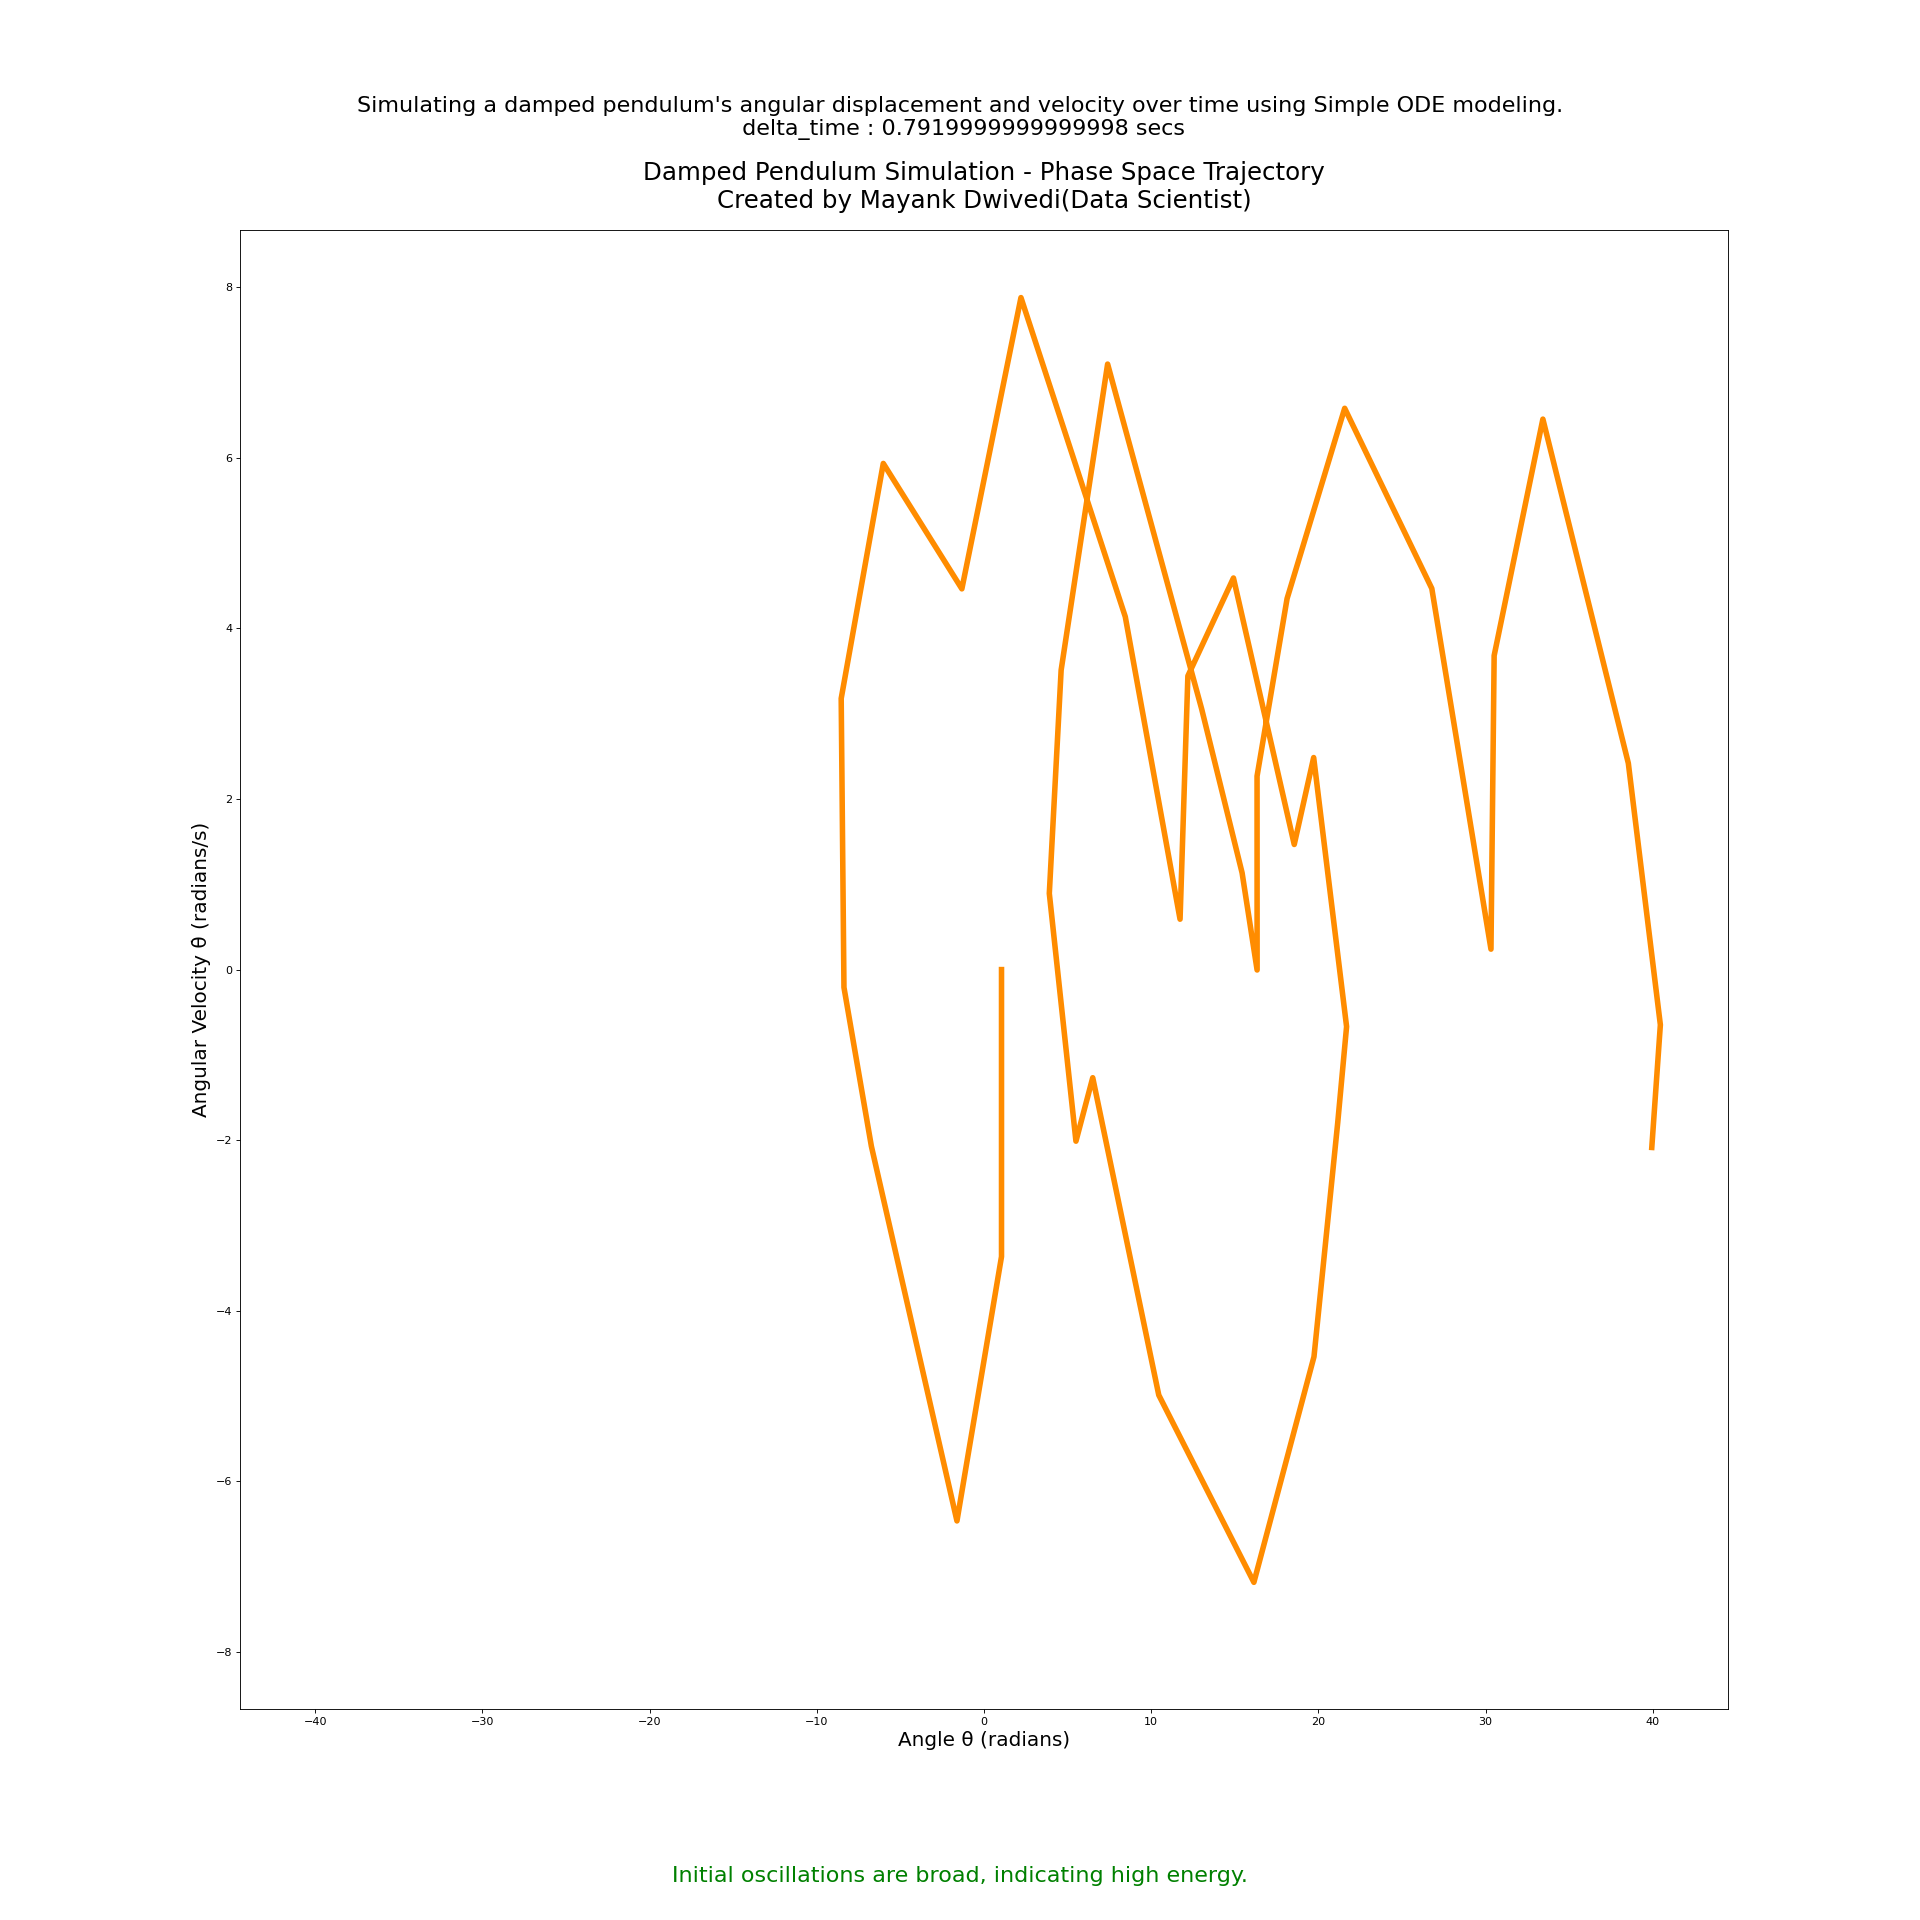 Simulating a damped pendulum's angular displacement and velocity over time using Simple ODE modeling.
delta_time : 0.7919999999999998 secs
Damped Pendulum Simulation - Phase Space Trajectory
Created by Mayank Dwivedi(Data Scientist)
8
6
4
2
0
−2
−4
−6
−8
Angular Velocity θ (radians/s)
−40
−30
−20
−10
0
10
20
30
40
Angle θ (radians)
Initial oscillations are broad, indicating high energy.